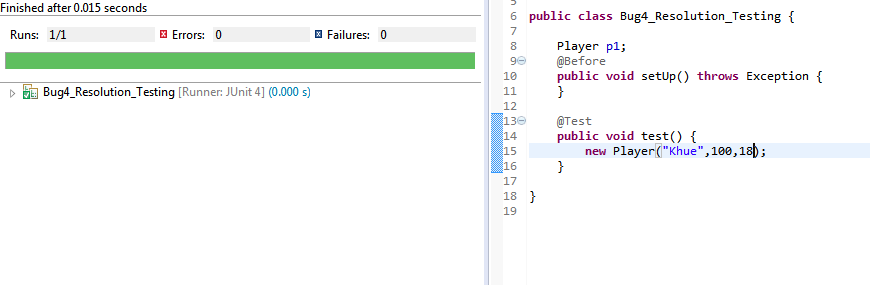 Finished after 0.015 seconds
Runs: 1/1 Errors: 0 Failures: 0
Bug4_Resolution_Testing [Runner: JUnit 4] (0.000 s)
5
6 public class Bug4_Resolution_Testing {
7
8 Player p1;
9 @Before
10 public void setUp() throws Exception {
11 }
12
13 @Test
14 public void test() {
15 new Player("Khue",100,18);
16 }
17
18 }
19